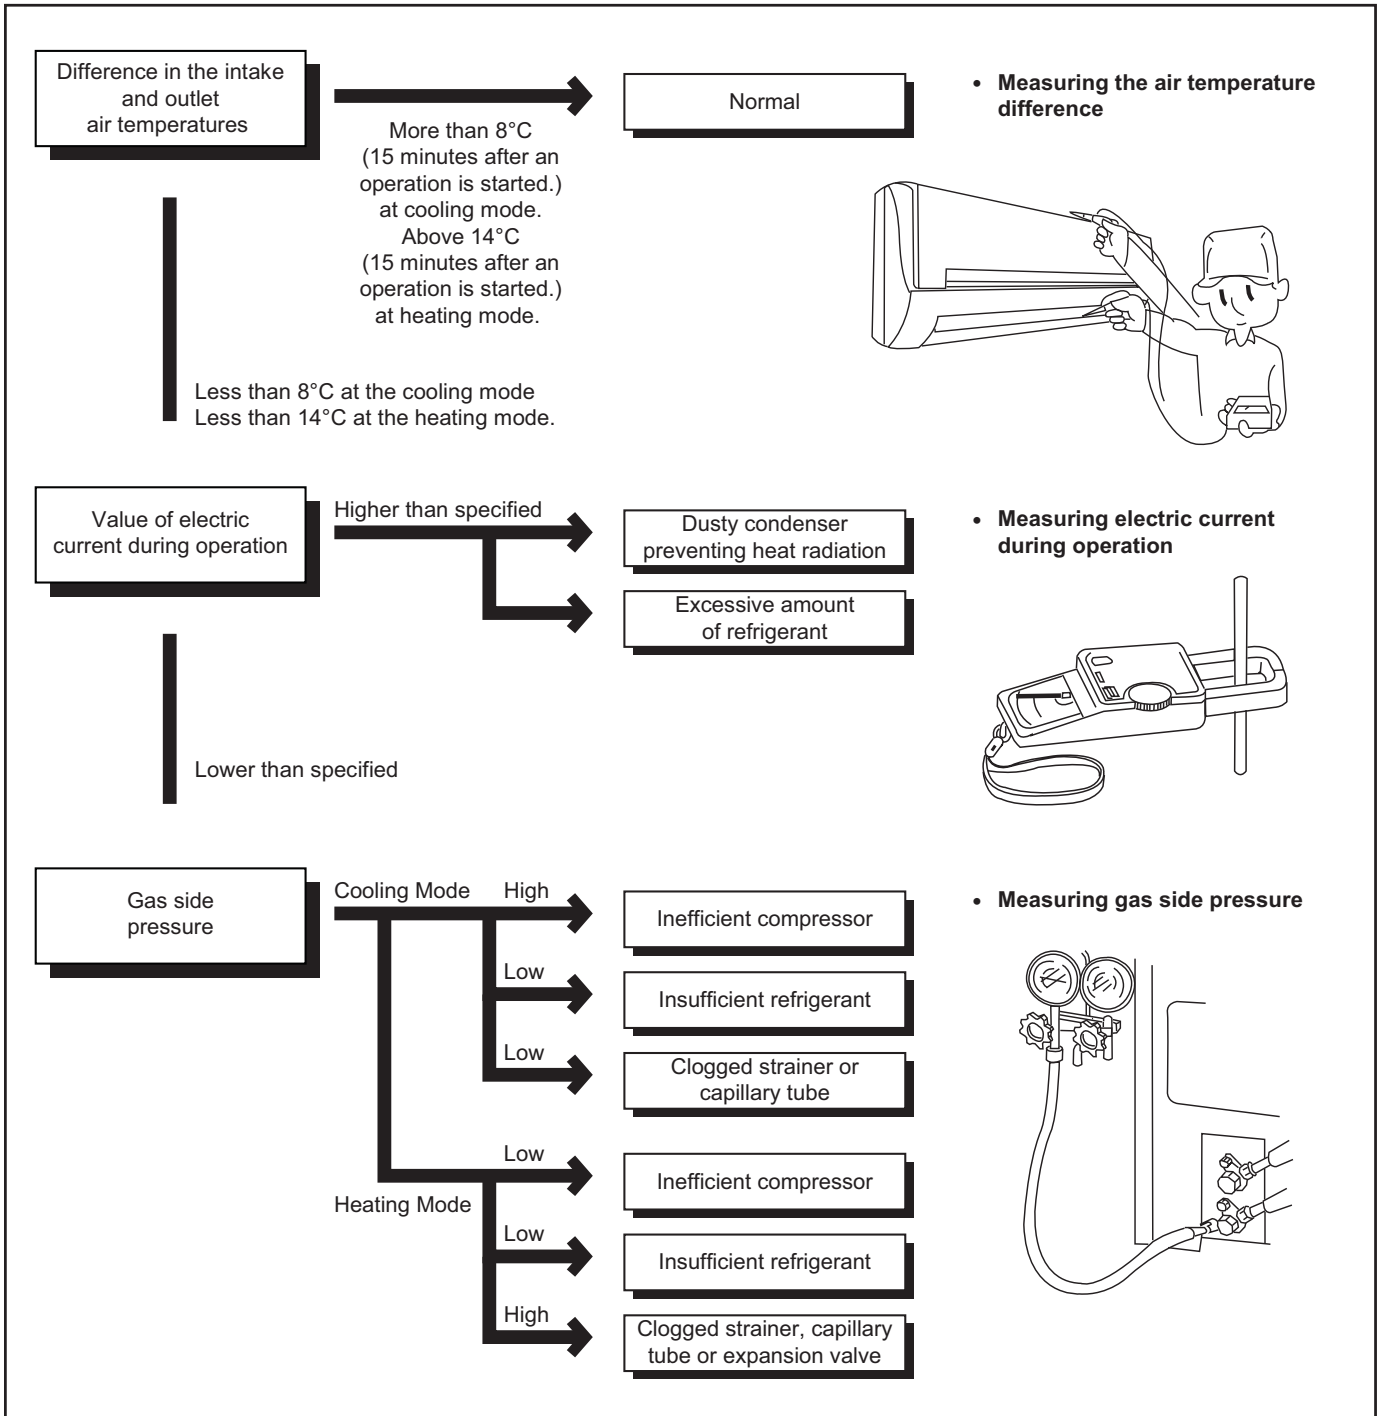 Difference in the intake
and outlet
air temperatures
More than 8°C
(15 minutes after an
operation is started.)
at cooling mode.
Above 14°C
(15 minutes after an
operation is started.)
at heating mode.
Normal
• Measuring the air temperature
difference
Less than 8°C at the cooling mode
Less than 14°C at the heating mode.
Value of electric
current during operation
Higher than specified
Dusty condenser
preventing heat radiation
Excessive amount
of refrigerant
• Measuring electric current
during operation
Lower than specified
Gas side
pressure
Cooling Mode
High
Inefficient compressor
Low
Insufficient refrigerant
Low
Clogged strainer or
capillary tube
Heating Mode
Low
Inefficient compressor
Low
Insufficient refrigerant
High
Clogged strainer, capillary
tube or expansion valve
• Measuring gas side pressure